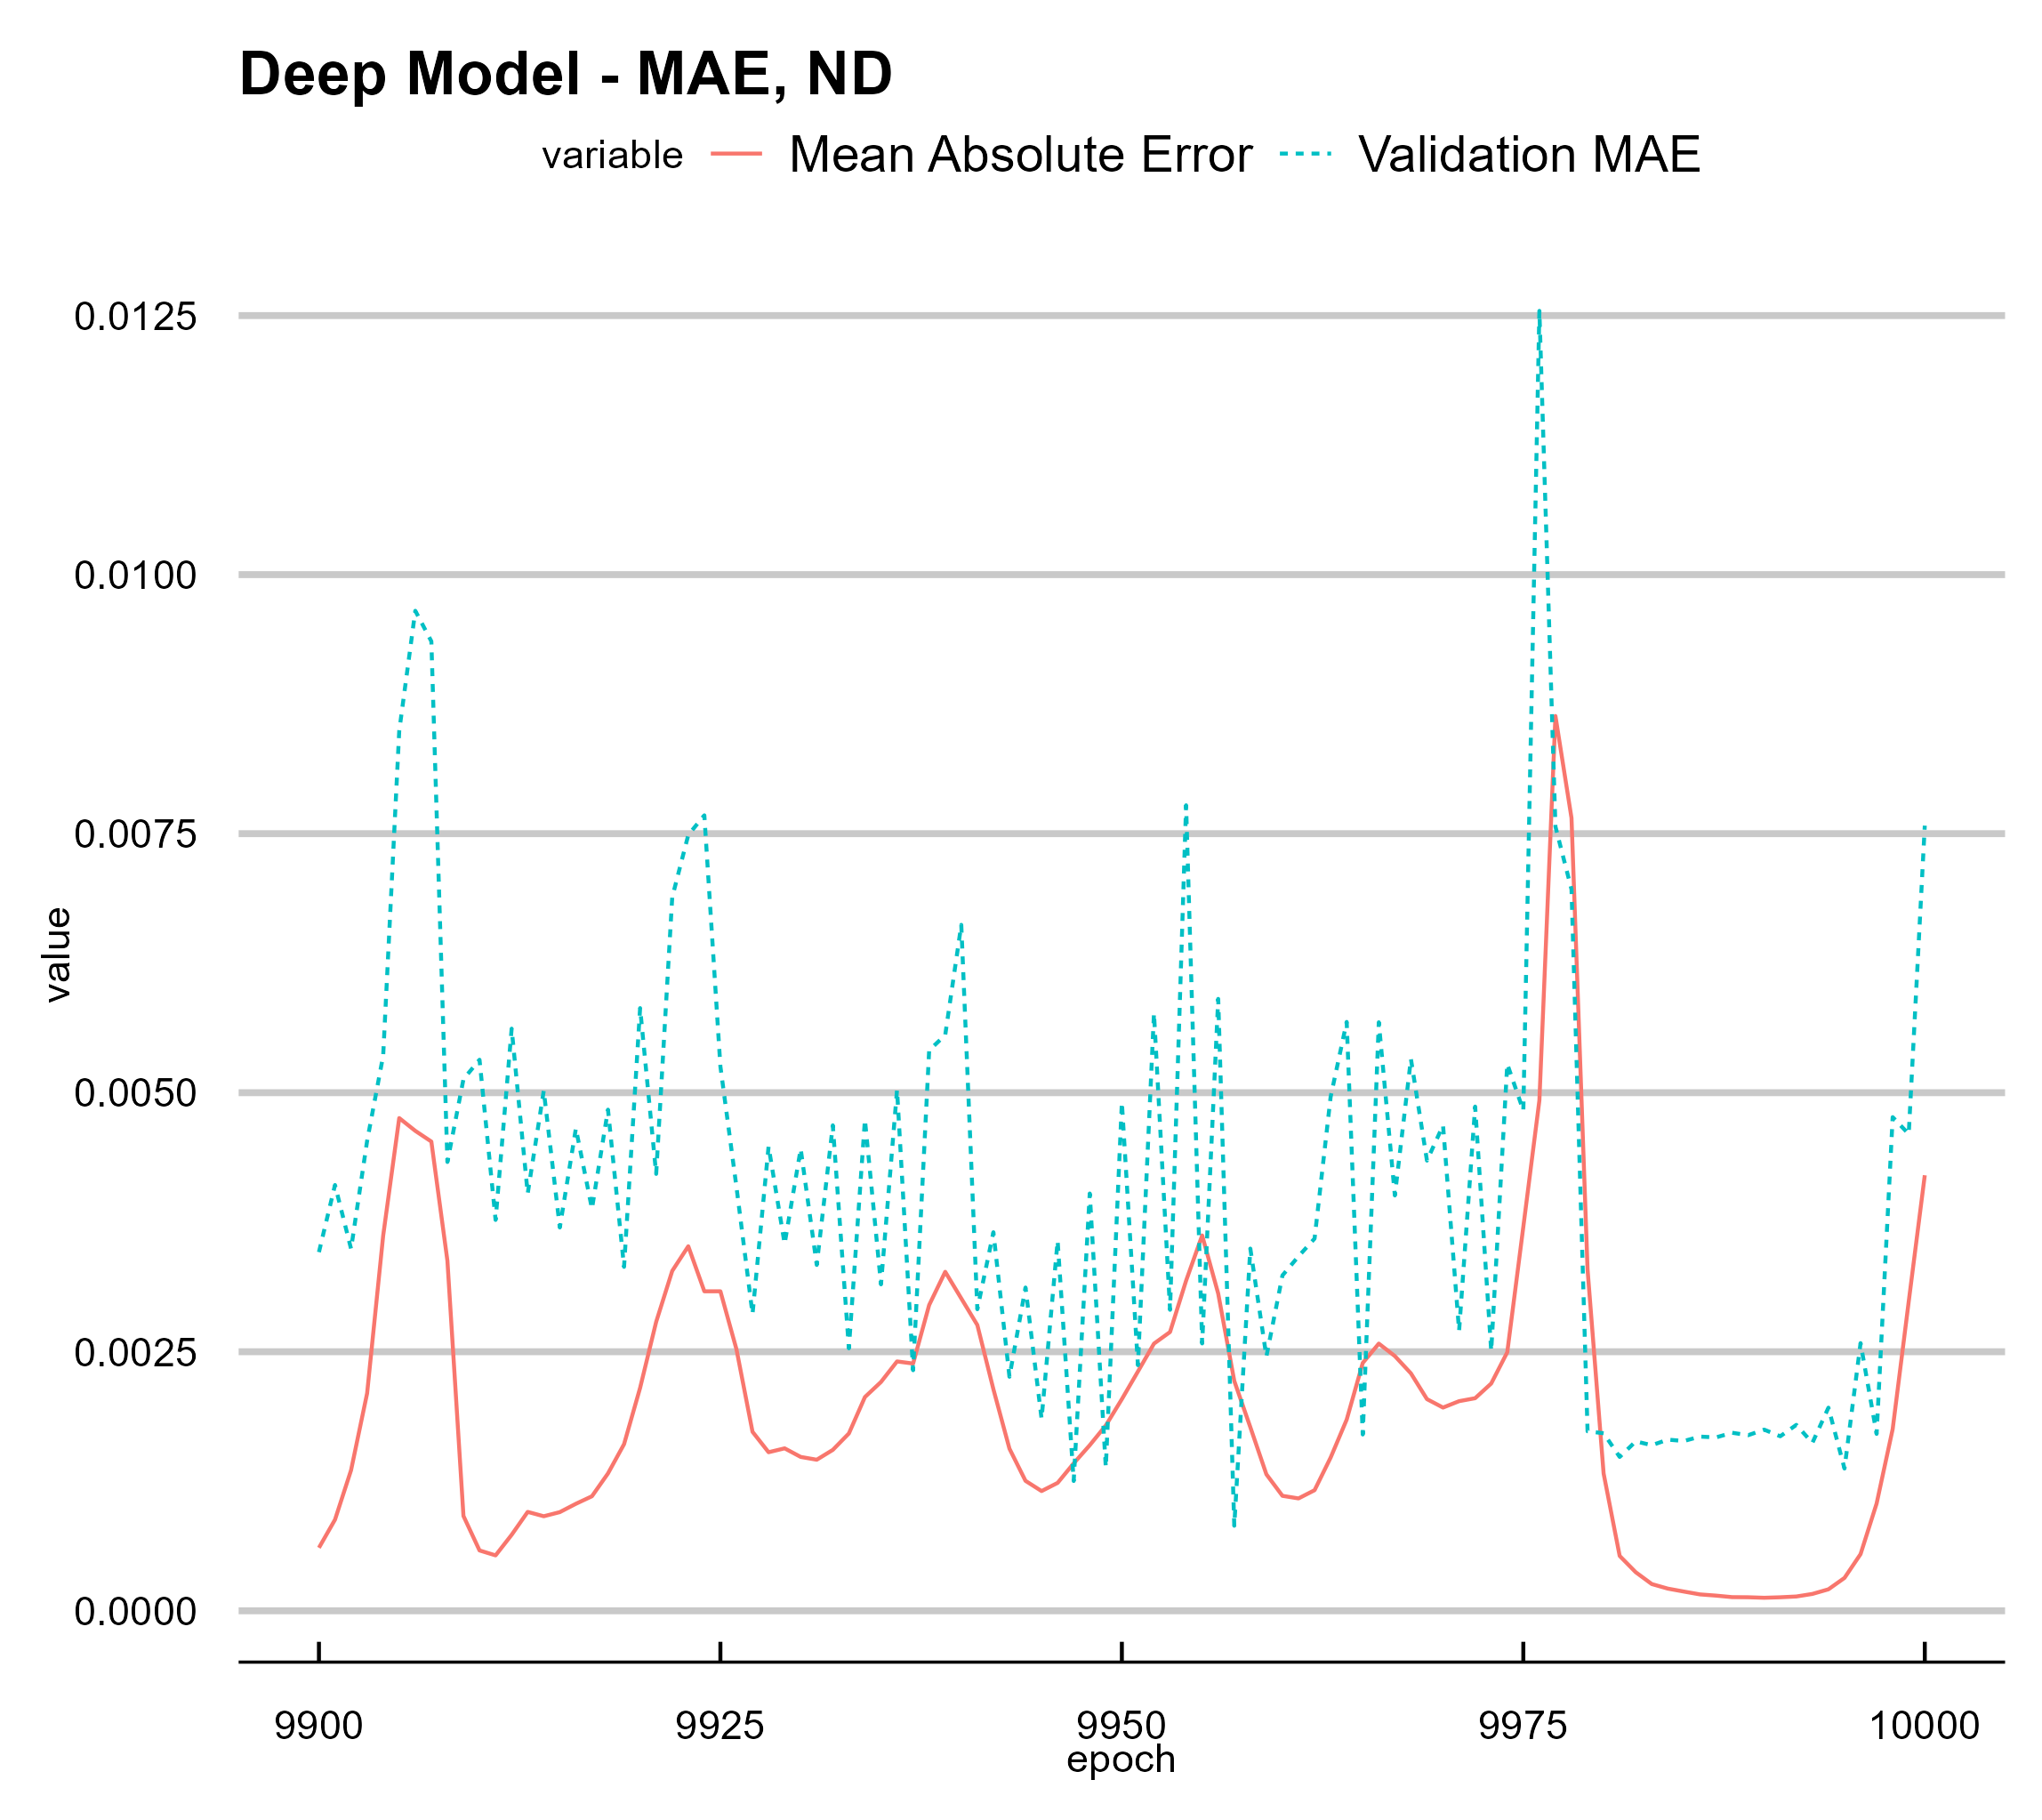 Deep Model - MAE, ND
variable Mean Absolute Error Validation MAE
0.0125
0.0100
0.0075
0.0050
0.0025
0.0000
value
9900 9925 9950 9975 10000
epoch